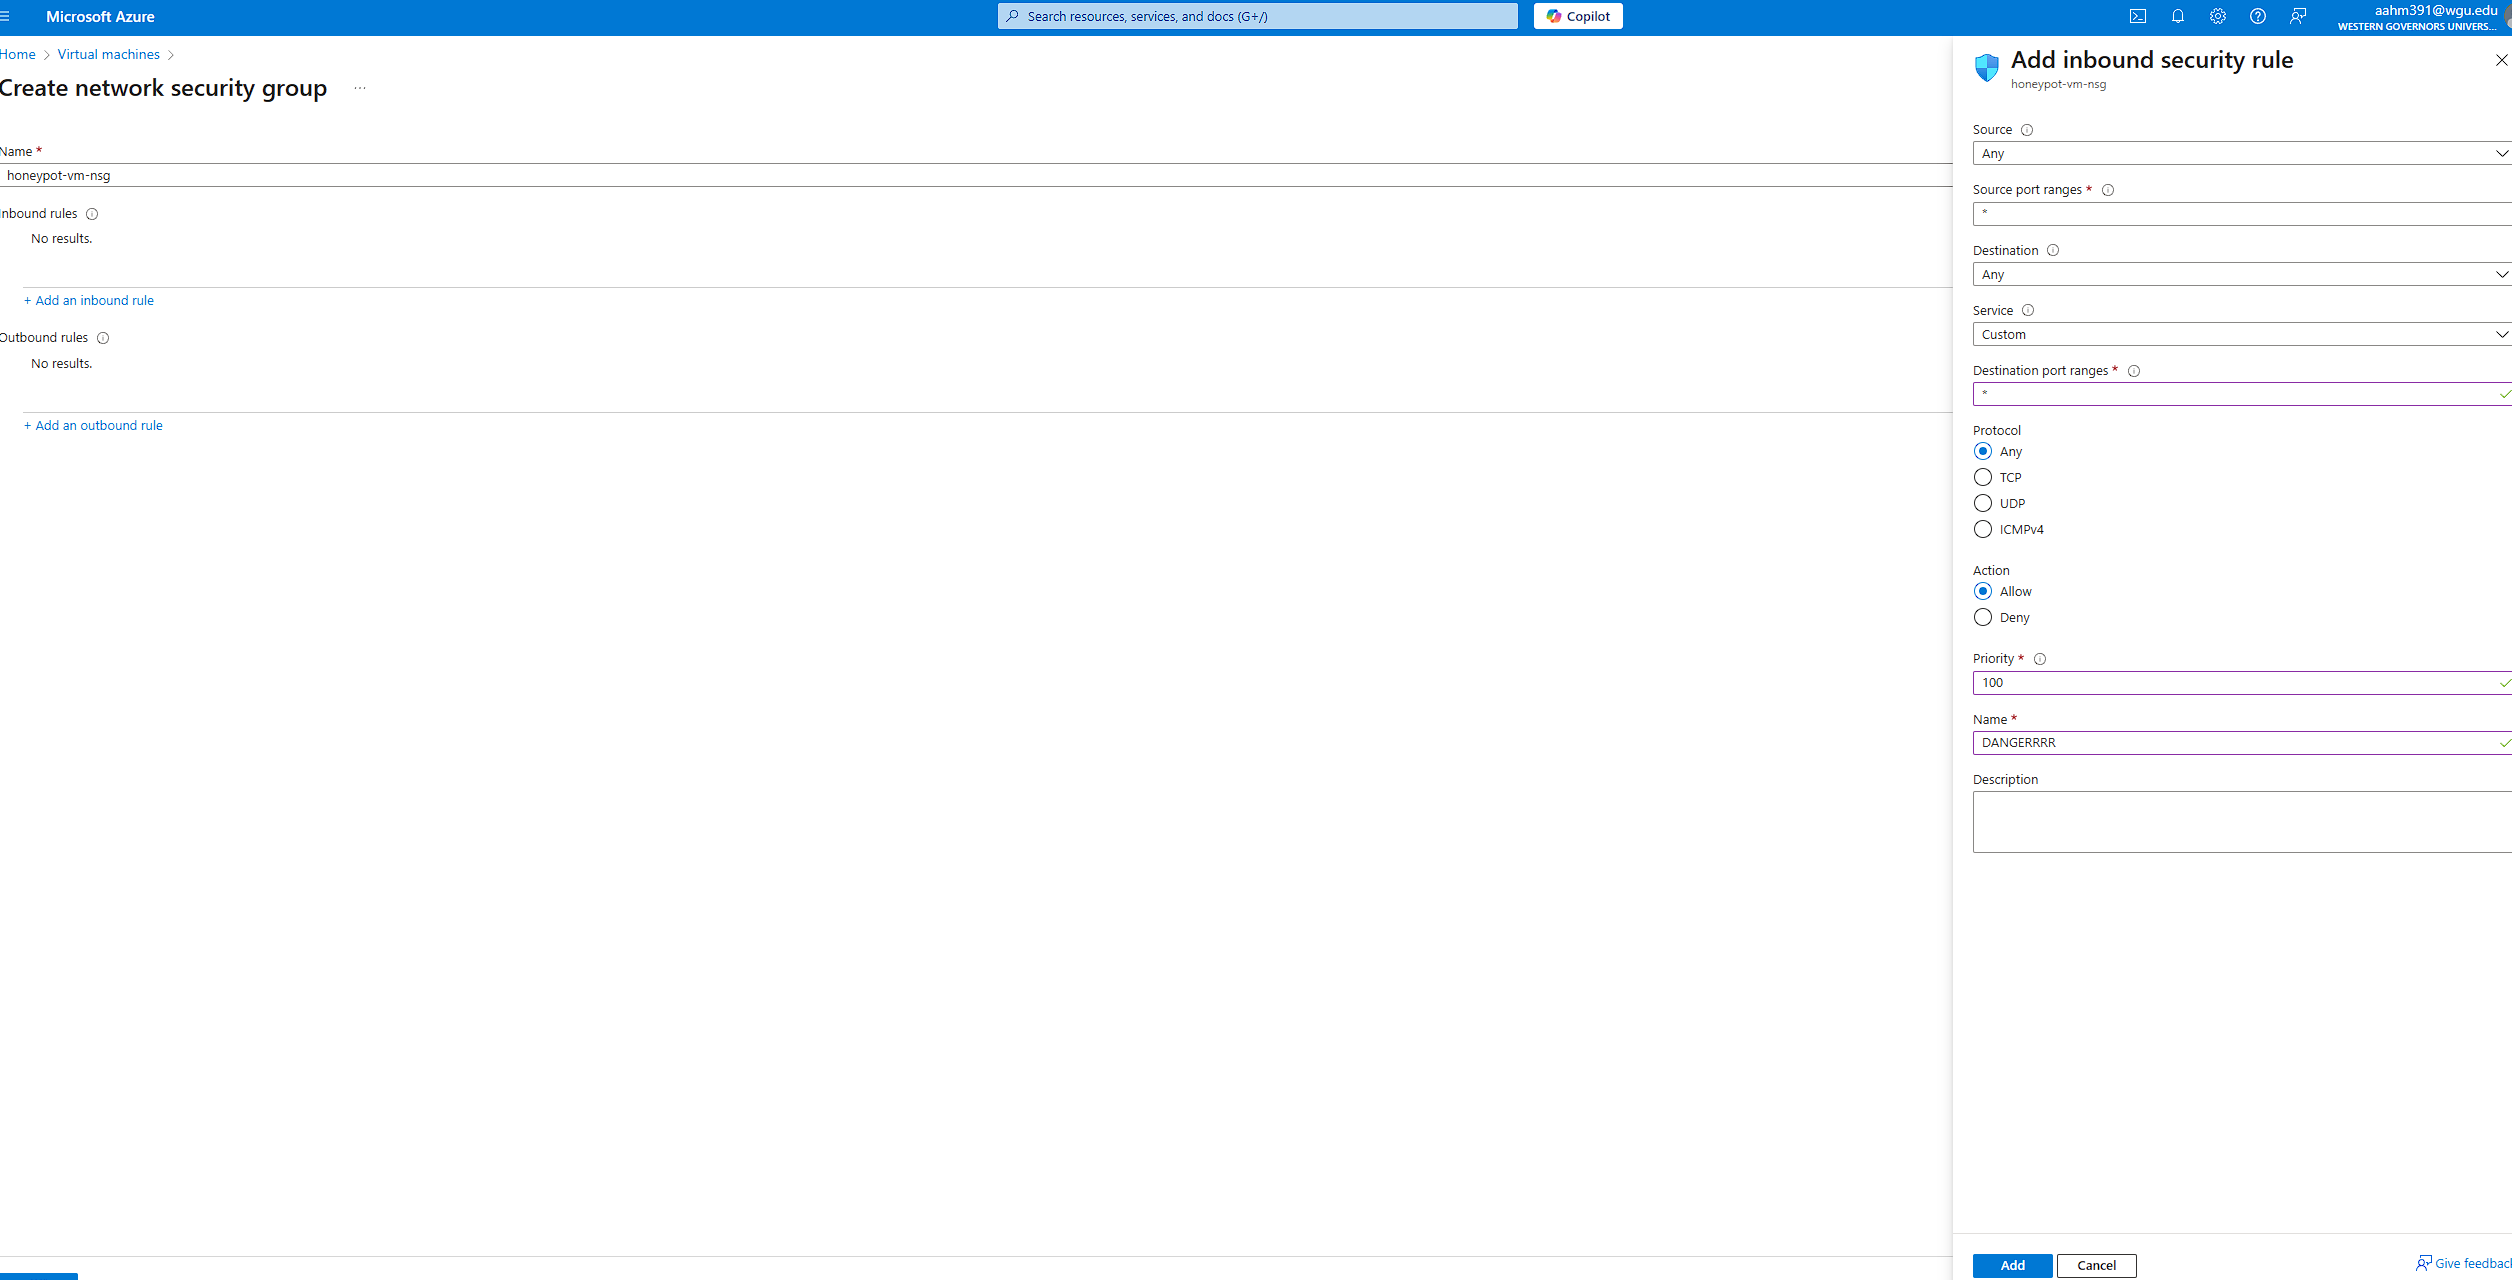 Microsoft Azure
Search resources, services, and docs (G+/)
Copilot
aahm391@wgu.edu
WESTERN GOVERNORS UNIVERS...
Home > Virtual machines >
Create network security group ...
Name *
honeypot-vm-nsg
Inbound rules
No results.
+ Add an inbound rule
Outbound rules
No results.
+ Add an outbound rule
Add inbound security rule
honeypot-vm-nsg
Source
Any
Source port ranges *
*
Destination
Any
Service
Custom
Destination port ranges *
*
Protocol
Any
TCP
UDP
ICMPv4
Action
Allow
Deny
Priority *
100
Name *
DANGERRRR
Description
Add
Cancel
Give feedback